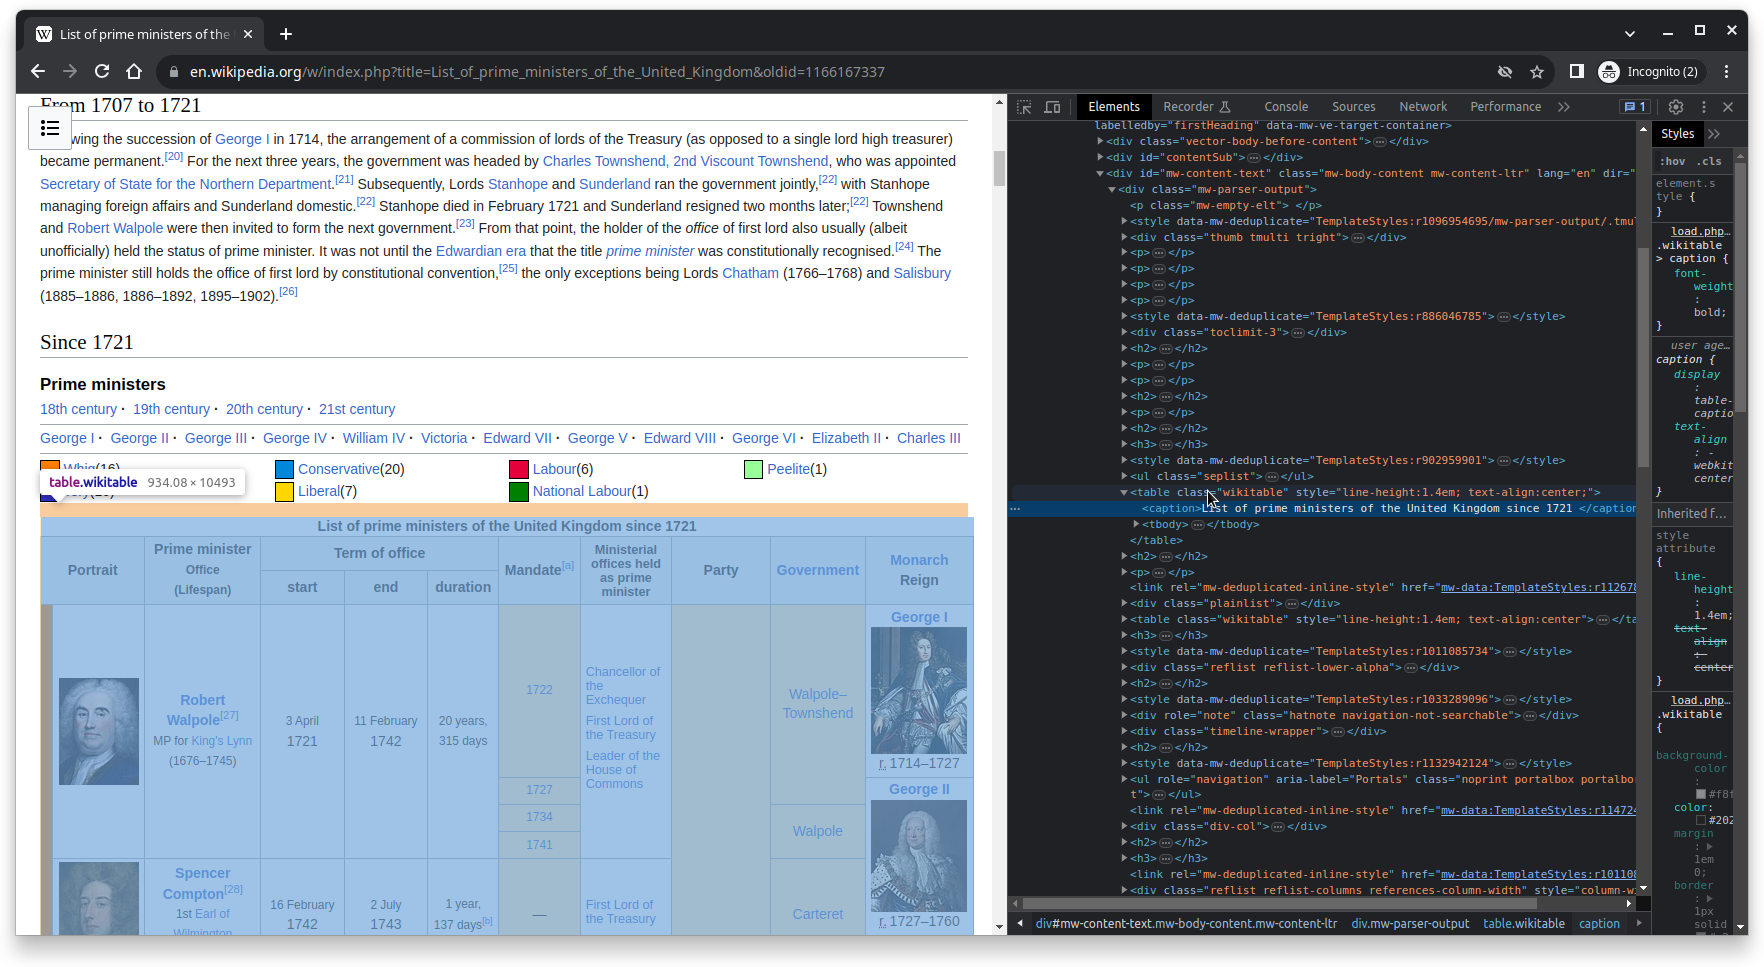 List of prime ministers of the
en.wikipedia.org/w/index.php?title=List_of_prime_ministers_of_the_United_Kingdom&oldid=1166167337
Incognito (2)
From 1707 to 1721
wing the succession of George I in 1714, the arrangement of a commission of lords of the Treasury (as opposed to a single lord high treasurer)
became permanent.[20] For the next three years, the government was headed by Charles Townshend, 2nd Viscount Townshend, who was appointed
Secretary of State for the Northern Department.[21] Subsequently, Lords Stanhope and Sunderland ran the government jointly,[22] with Stanhope
managing foreign affairs and Sunderland domestic.[22] Stanhope died in February 1721 and Sunderland resigned two months later;[22] Townshend
and Robert Walpole were then invited to form the next government.[23] From that point, the holder of the office of first lord also usually (albeit
unofficially) held the status of prime minister. It was not until the Edwardian era that the title prime minister was constitutionally recognised.[24] The
prime minister still holds the office of first lord by constitutional convention,[25] the only exceptions being Lords Chatham (1766–1768) and Salisbury
(1885–1886, 1886–1892, 1895–1902).[26]
Since 1721
Prime ministers
18th century · 19th century · 20th century · 21st century
George I · George II · George III · George IV · William IV · Victoria · Edward VII · George V · Edward VIII · George VI · Elizabeth II · Charles III
Whig(16) Conservative(20) Labour(6) Peelite(1)
Liberal(7) National Labour(1)
table.wikitable 934.08 × 10493
List of prime ministers of the United Kingdom since 1721
Portrait
Prime minister
Office
(Lifespan)
Term of office
start end duration
Mandate[a]
Ministerial
offices held
as prime
minister
Party
Government
Monarch
Reign
Robert
Walpole[27]
MP for King's Lynn
(1676–1745)
3 April
1721
11 February
1742
20 years,
315 days
1722
1727
1734
1741
Chancellor of
the
Exchequer
First Lord of
the Treasury
Leader of the
House of
Commons
Walpole–
Townshend
Walpole
George I
r. 1714–1727
George II
r. 1727–1760
Spencer
Compton[28]
1st Earl of
Wilmington
16 February
1742
2 July
1743
1 year,
137 days[b]
—
First Lord of
the Treasury
Carteret
Elements Recorder Console Sources Network Performance 1
labelledby="firstHeading" data-mw-ve-target-container>
<div class="vector-body-before-content">…</div>
<div id="contentSub">…</div>
<div id="mw-content-text" class="mw-body-content mw-content-ltr" lang="en" dir="
<div class="mw-parser-output">
<p class="mw-empty-elt"> </p>
<style data-mw-deduplicate="TemplateStyles:r1096954695/mw-parser-output/.tmu
<div class="thumb tmulti tright">…</div>
<p>…</p>
<p>…</p>
<p>…</p>
<p>…</p>
<style data-mw-deduplicate="TemplateStyles:r886046785">…</style>
<div class="toclimit-3">…</div>
<h2>…</h2>
<p>…</p>
<p>…</p>
<h2>…</h2>
<p>…</p>
<h2>…</h2>
<h3>…</h3>
<style data-mw-deduplicate="TemplateStyles:r902959901">…</style>
<ul class="seplist">…</ul>
<table class="wikitable" style="line-height:1.4em; text-align:center;">
<caption>List of prime ministers of the United Kingdom since 1721 </caption
<tbody>…</tbody>
</table>
<h2>…</h2>
<p>…</p>
<link rel="mw-deduplicated-inline-style" href="mw-data:TemplateStyles:r11267
<div class="plainlist">…</div>
<table class="wikitable" style="line-height:1.4em; text-align:center">…</ta
<h3>…</h3>
<style data-mw-deduplicate="TemplateStyles:r1011085734">…</style>
<div class="reflist reflist-lower-alpha">…</div>
<h2>…</h2>
<style data-mw-deduplicate="TemplateStyles:r1033289096">…</style>
<div role="note" class="hatnote navigation-not-searchable">…</div>
<div class="timeline-wrapper">…</div>
<h2>…</h2>
<style data-mw-deduplicate="TemplateStyles:r1132942124">…</style>
<ul role="navigation" aria-label="Portals" class="noprint portalbox portalbo
t">…</ul>
<link rel="mw-deduplicated-inline-style" href="mw-data:TemplateStyles:r11472
<div class="div-col">…</div>
<h2>…</h2>
<h3>…</h3>
<link rel="mw-deduplicated-inline-style" href="mw-data:TemplateStyles:r10110
<div class="reflist reflist-columns references-column-width" style="column-w
div#mw-content-text.mw-body-content.mw-content-ltr div.mw-parser-output table.wikitable caption
Styles
:hov .cls
element.s
tyle {
}
load.php…
.wikitable
> caption {
font-
weight
:
bold;
}
user age…
caption {
display
:
table-
captio
text-
align
: -
webkit
center
}
Inherited f…
style
attribute
{
line-
height
:
1.4em;
text-
align
:
center
}
load.php…
.wikitable
{
background-
color
:
#f8f
color:
#202
margin
:
1em
0;
border
:
1px
solid